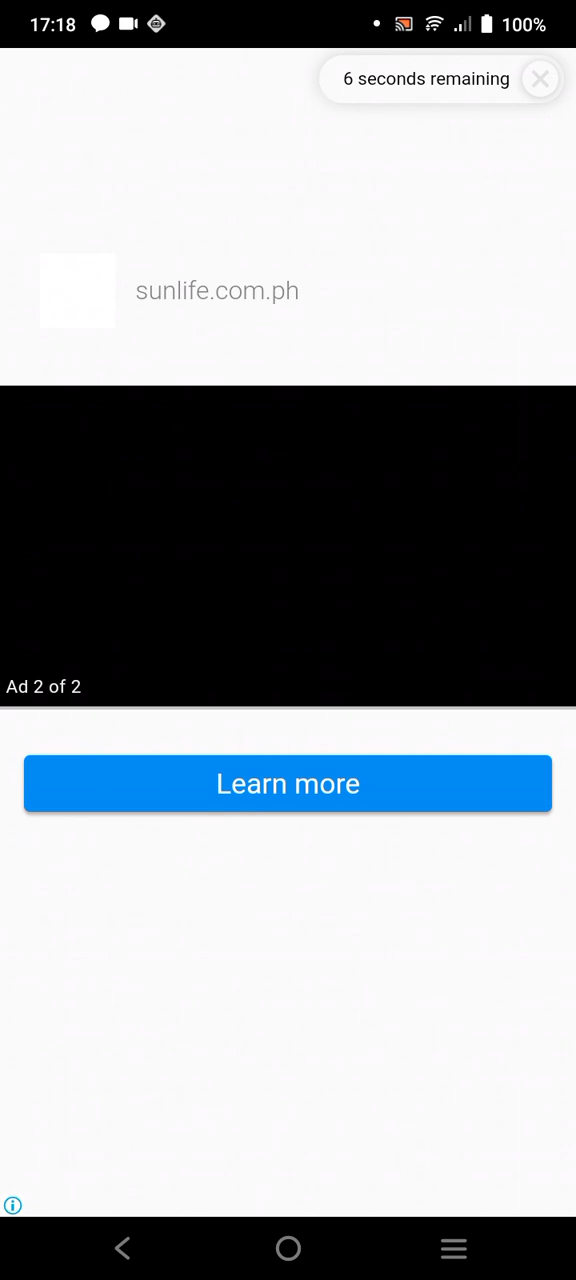 17:18
100%
6 seconds remaining
sunlife.com.ph
Ad 2 of 2
Learn more